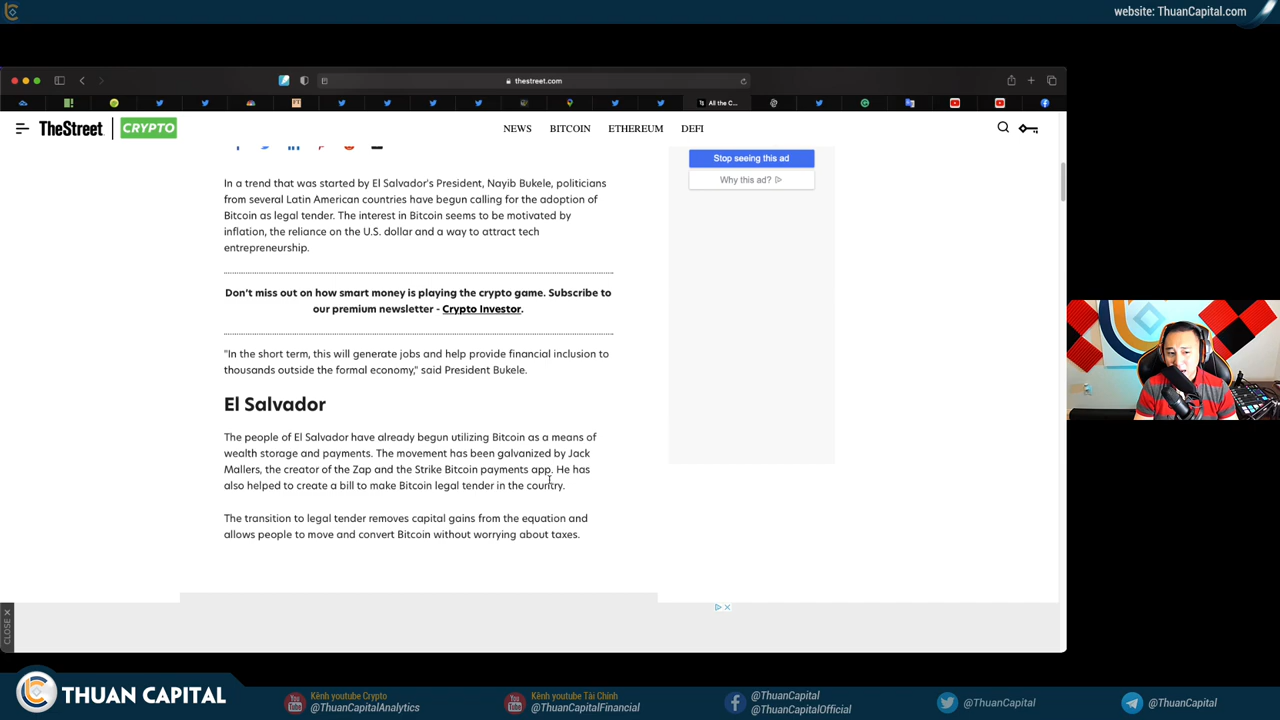 website: ThuanCapital.com
thestreet.com
All the C...
TheStreet | CRYPTO
NEWS BITCOIN ETHEREUM DEFI
Stop seeing this ad
Why this ad?
In a trend that was started by El Salvador's President, Nayib Bukele, politicians
from several Latin American countries have begun calling for the adoption of
Bitcoin as legal tender. The interest in Bitcoin seems to be motivated by
inflation, the reliance on the U.S. dollar and a way to attract tech
entrepreneurship.
Don't miss out on how smart money is playing the crypto game. Subscribe to
our premium newsletter - Crypto Investor.
"In the short term, this will generate jobs and help provide financial inclusion to
thousands outside the formal economy," said President Bukele.
El Salvador
The people of El Salvador have already begun utilizing Bitcoin as a means of
wealth storage and payments. The movement has been galvanized by Jack
Mallers, the creator of the Zap and the Strike Bitcoin payments app. He has
also helped to create a bill to make Bitcoin legal tender in the country.
The transition to legal tender removes capital gains from the equation and
allows people to move and convert Bitcoin without worrying about taxes.
CLOSE X
THUAN CAPITAL
Kênh youtube Crypto
@ThuanCapitalAnalytics
Kênh youtube Tài Chính
@ThuanCapitalFinancial
@ThuanCapital
@ThuanCapitalOfficial
@ThuanCapital
@ThuanCapital